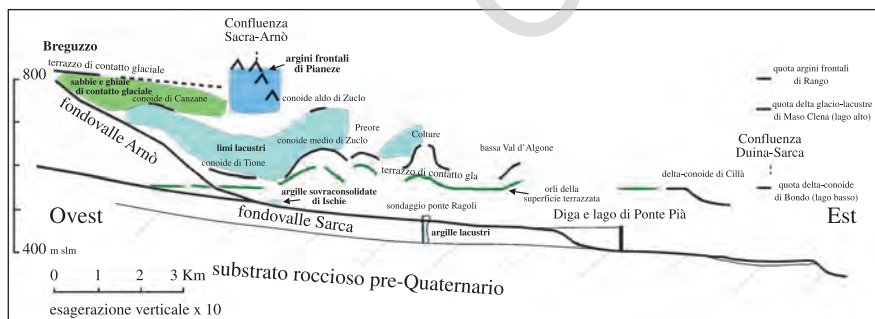 Confluenza
Sacra-Arnò
Breguzzo
terrazzo di contatto glaciale
argini frontali
di Pianeze
800
sabbie e ghiaie
di contatto glaciale
conoide di Canzane
conoide aldo di Zuclo
quota argini frontali
di Rango
fondovalle Arnò
quota delta glacio-lacustre
di Maso Clena (lago alto)
limi lacustri
conoide medio di Zuclo
Preore
Colture
bassa Val d'Algone
Confluenza
Duina-Sarca
conoide di Tione
terrazzo di contatto gla
delta-conoide di Cillà
argille sovraconsolidate
di Ischie
orli della
superficie terrazzata
quota delta-conoide
di Bondo (lago basso)
Ovest
fondovalle Sarca
sondaggio ponte Ragoli
Diga e lago di Ponte Pià
Est
argille lacustri
400 m slm
0 1 2 3 Km
substrato roccioso pre-Quaternario
esagerazione verticale x 10